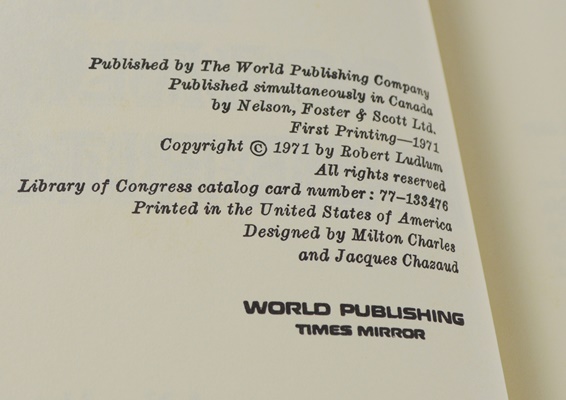 Published by The World Publishing Company
Published simultaneously in Canada
by Nelson, Foster & Scott Ltd.
First Printing—1971
Copyright © 1971 by Robert Ludlum
All rights reserved
Library of Congress catalog card number: 77-133476
Printed in the United States of America
Designed by Milton Charles
and Jacques Chazaud
WORLD PUBLISHING
TIMES MIRROR